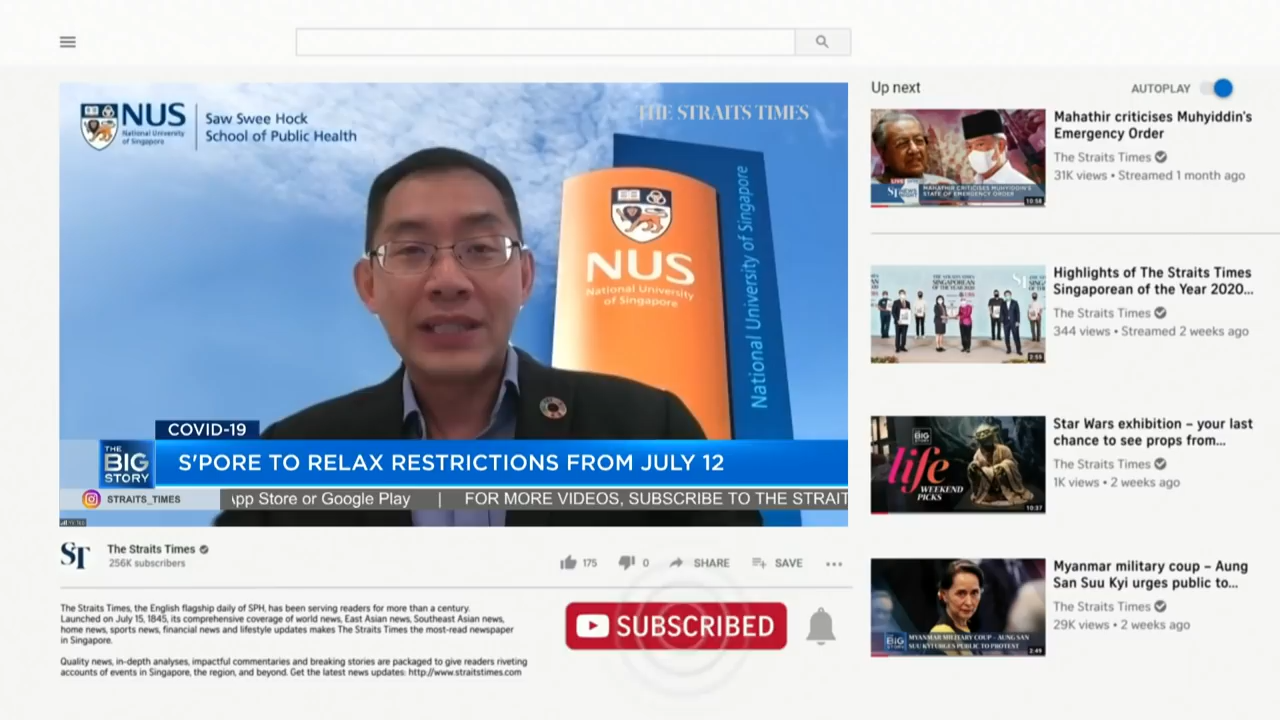 NUS
National University
of Singapore
Saw Swee Hock
School of Public Health
THE STRAITS TIMES
NUS
National University
of Singapore
National University of Singapore
COVID-19
THE
BIG
STORY
S'PORE TO RELAX RESTRICTIONS FROM JULY 12
STRAITS_TIMES
App Store or Google Play | FOR MORE VIDEOS, SUBSCRIBE TO THE STRAIT
ST
The Straits Times
256K subscribers
175
0
SHARE
SAVE
The Straits Times, the English flagship daily of SPH, has been serving readers for more than a century.
Launched on July 15, 1845, its comprehensive coverage of world news, East Asian news, Southeast Asian news,
home news, sports news, financial news and lifestyle updates makes The Straits Times the most-read newspaper
in Singapore.
Quality news, in-depth analyses, impactful commentaries and breaking stories are packaged to give readers riveting
accounts of events in Singapore, the region, and beyond. Get the latest news updates: http://www.straitstimes.com
SUBSCRIBED
Up next
AUTOPLAY
LIVE
MAHATHIR CRITICISES MUHYIDDIN'S
STATE OF EMERGENCY ORDER
10:58
Mahathir criticises Muhyiddin's
Emergency Order
The Straits Times
31K views • Streamed 1 month ago
THE STRAITS TIMES
SINGAPOREAN
OF THE YEAR 2020
2:55
Highlights of The Straits Times
Singaporean of the Year 2020...
The Straits Times
344 views • Streamed 2 weeks ago
BIG
life
WEEKEND
PICKS
10:37
Star Wars exhibition – your last
chance to see props from...
The Straits Times
1K views • 2 weeks ago
BIG
STORY
MYANMAR MILITARY COUP – AUNG SAN
SUU KYI URGES PUBLIC TO PROTEST
2:49
Myanmar military coup – Aung
San Suu Kyi urges public to...
The Straits Times
29K views • 2 weeks ago